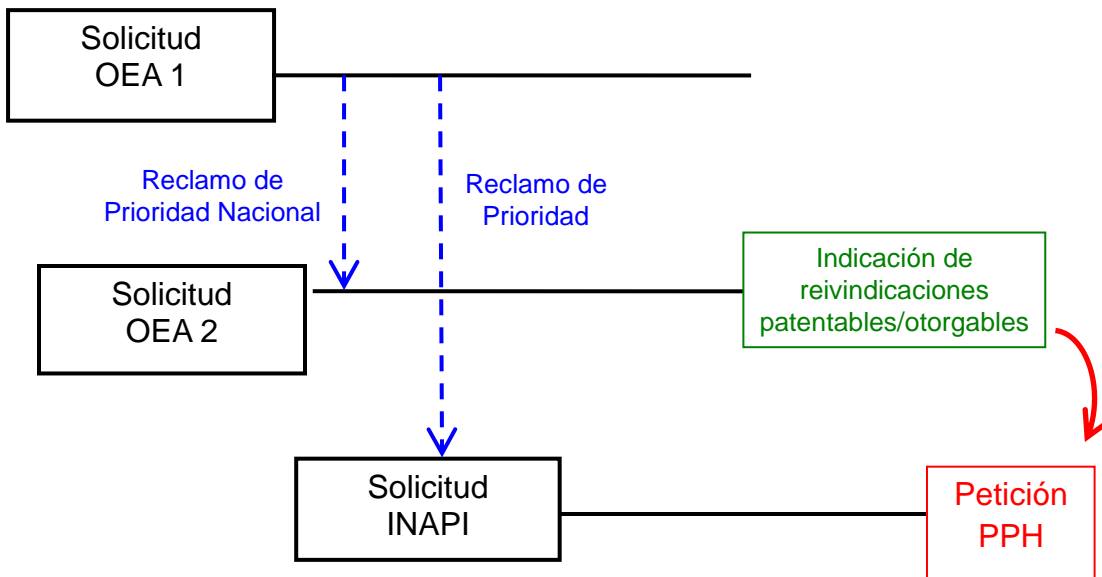 Solicitud
OEA 1
Reclamo de
Prioridad Nacional
Reclamo de
Prioridad
Solicitud
OEA 2
Indicación de
reivindicaciones
patentables/otorgables
Solicitud
INAPI
Petición
PPH